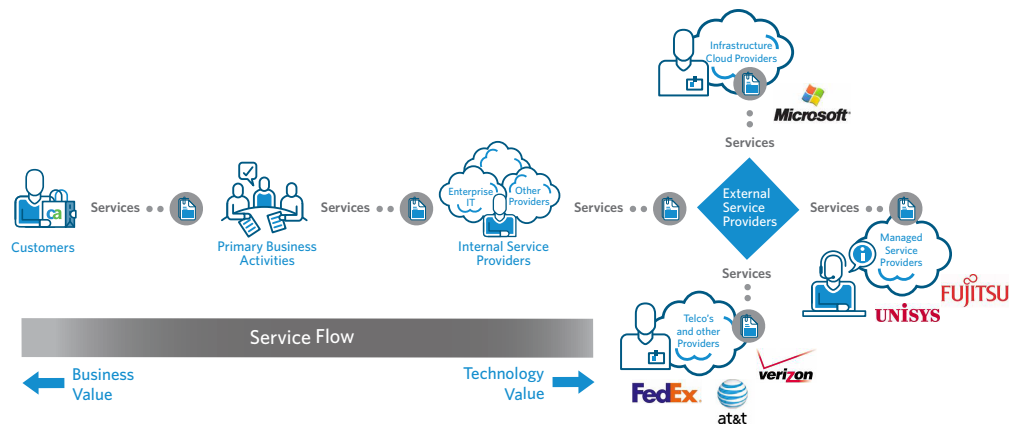 Infrastructure
Cloud Providers
Microsoft
Services
ca
Customers
Services
Primary Business
Activities
Services
Enterprise
IT
Other
Providers
Internal Service
Providers
Services
External
Service
Providers
Services
Managed
Service
Providers
FUJITSU
UNISYS
Services
Telco's
and other
Providers
verizon
FedEx
at&t
Service Flow
Business
Value
Technology
Value